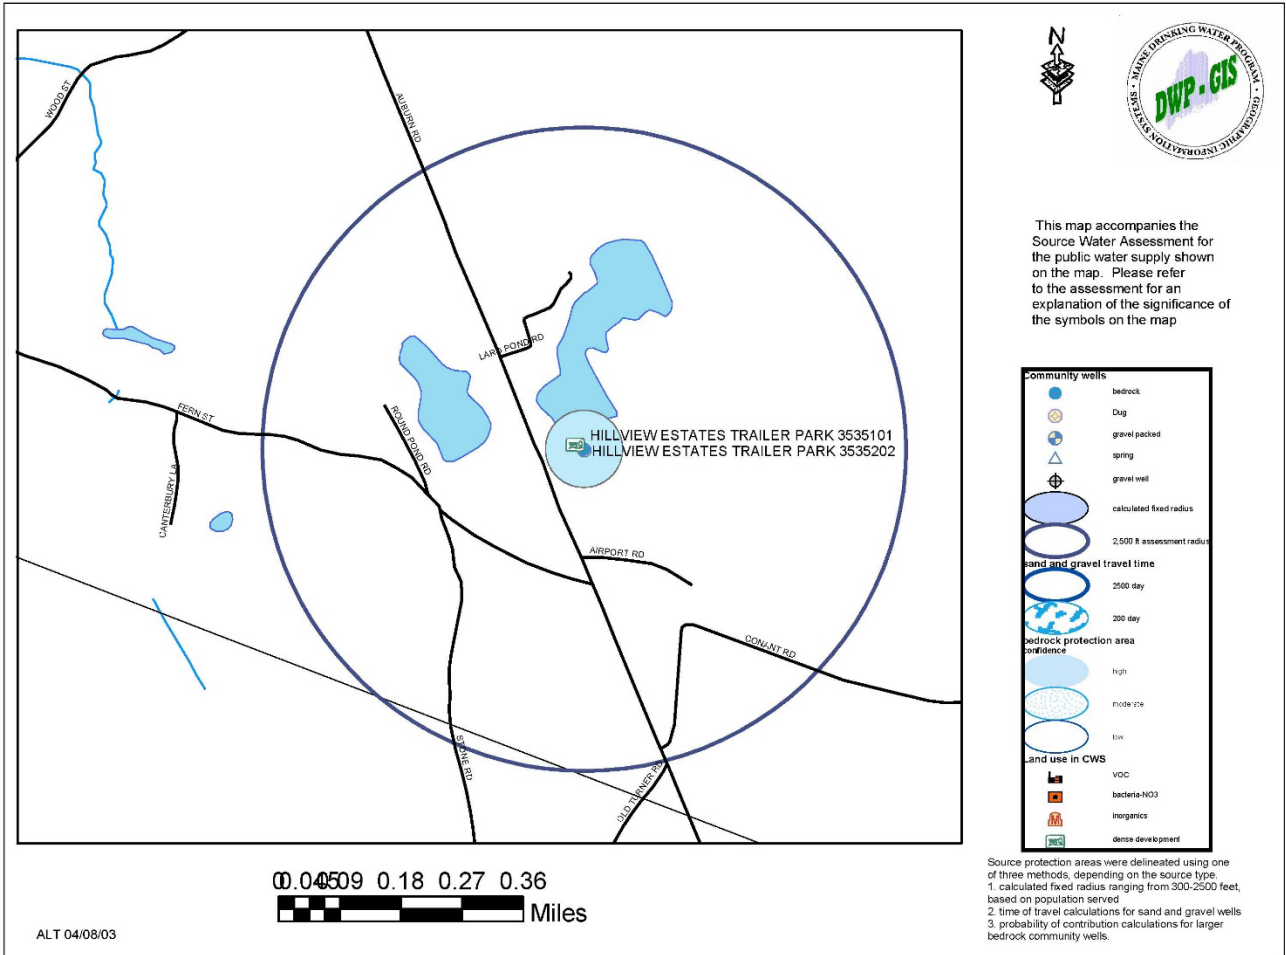 N
MAINE DRINKING WATER PROGRAM • GEOGRAPHIC INFORMATION SYSTEMS •
DWP - GIS
WOOD ST
AUBURN RD
LARD POND RD
ROUND POND RD
FERN ST
CANTERBURY LA
HILLVIEW ESTATES TRAILER PARK 3535101
HILLVIEW ESTATES TRAILER PARK 3535202
AIRPORT RD
CONANT RD
STONE RD
OLD TURNER RD
This map accompanies the
Source Water Assessment for
the public water supply shown
on the map. Please refer
to the assessment for an
explanation of the significance of
the symbols on the map
Community wells
bedrock
Dug
gravel packed
spring
gravel well
calculated fixed radius
2,500 ft assessment radius
sand and gravel travel time
2500 day
200 day
bedrock protection area
confidence
high
moderate
low
Land use in CWS
VOC
bacteria-NO3
inorganics
dense development
Source protection areas were delineated using one
of three methods, depending on the source type.
1. calculated fixed radius ranging from 300-2500 feet,
based on population served
2. time of travel calculations for sand and gravel wells
3. probability of contribution calculations for larger
bedrock community wells.
0 0.045 0.09 0.18 0.27 0.36
Miles
ALT 04/08/03